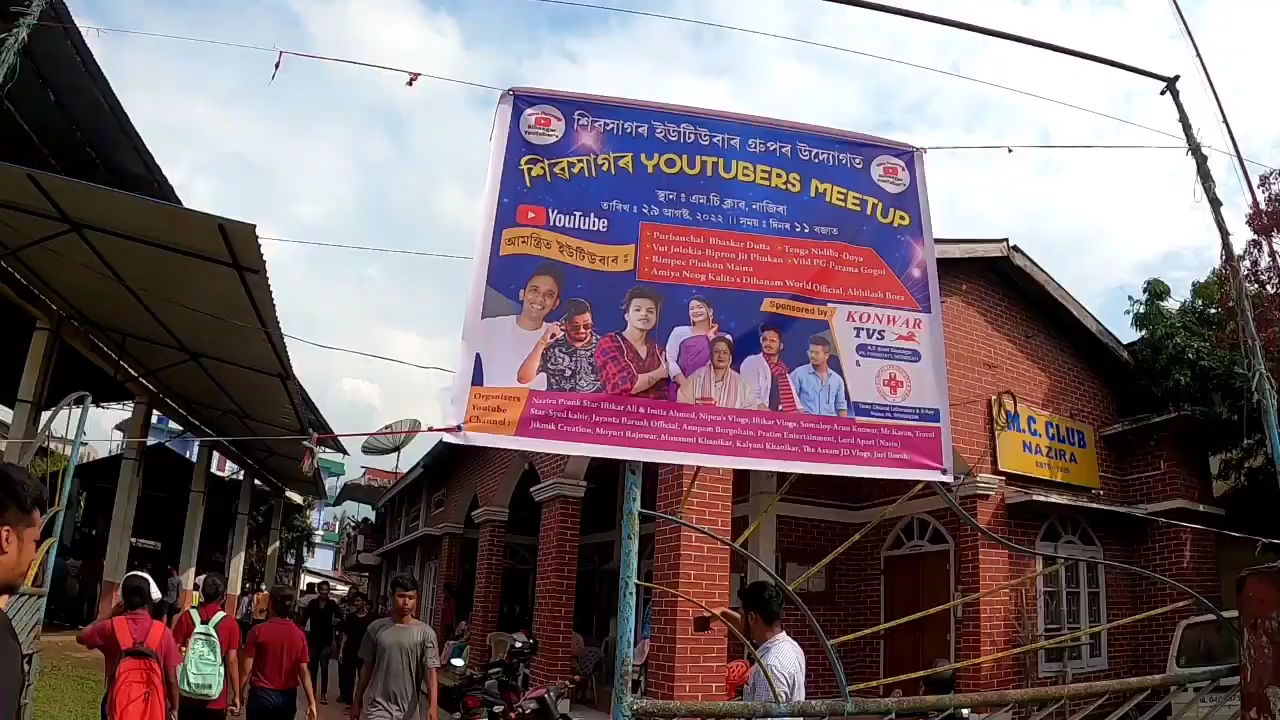 শিৱসাগৰ ইউটিউবাৰ গ্ৰুপৰ উদ্যোগত
শিৱসাগৰ YOUTUBERS MEETUP
স্থান : এম.চি ক্লাব, নাজিৰা
তাৰিখ : ২৯ আগষ্ট, ২০২২ || সময় : দিনৰ ১১ বজাত
YouTube
আমন্ত্ৰিত ইউটিউবাৰ :
Purbanchal- Bhaskar Dutta Tenga Nidiba -Doya
Vut Jolokia-Ripron Jit Phukan Vild PG-Parama Gogoi
Rimpee Phukon Maina
Amiya Neog Kalita's Dihanam World Official, Abhilash Bora
Sponsored by :
KONWAR
TVS
&
Organizers
Youtube
Channel :
Nazira Prank Star-Iftikar Ali & Imtiz Ahmed, Nipen's Vlogs, Iftikar Vlogs, Somaloy-Arun Konwar, Mr. Karan, Travel
Star-Syed kabir, Jayanta Baruah Official, Anupam Borgohain, Pratim Entertainment, Lord Apart (Nasin)
Jikmik Creation, Moyuri Rajowar, Mousumi Khanikar, Kalyani Khanikar, The Assam JD Vlogs, Juri Borah.
M.C. CLUB
NAZIRA